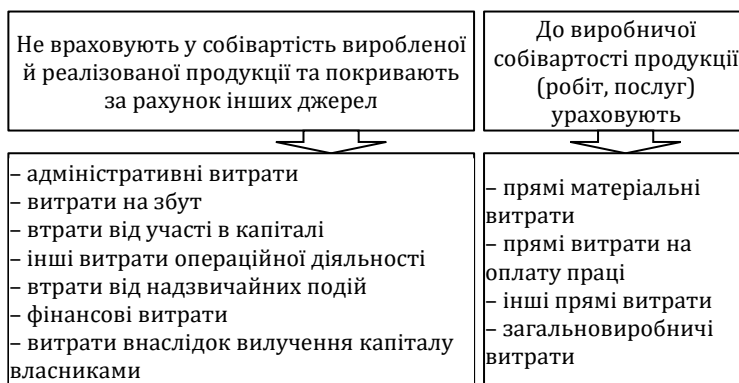 Не враховують у собівартість виробленої
й реалізованої продукції та покривають
за рахунок інших джерел
До виробничої
собівартості продукції
(робіт, послуг)
ураховують
– адміністративні витрати
– витрати на збут
– втрати від участі в капіталі
– інші витрати операційної діяльності
– втрати від надзвичайних подій
– фінансові витрати
– витрати внаслідок вилучення капіталу
власниками
– прямі матеріальні
витрати
– прямі витрати на
оплату праці
– інші прямі витрати
– загальновиробничі
витрати